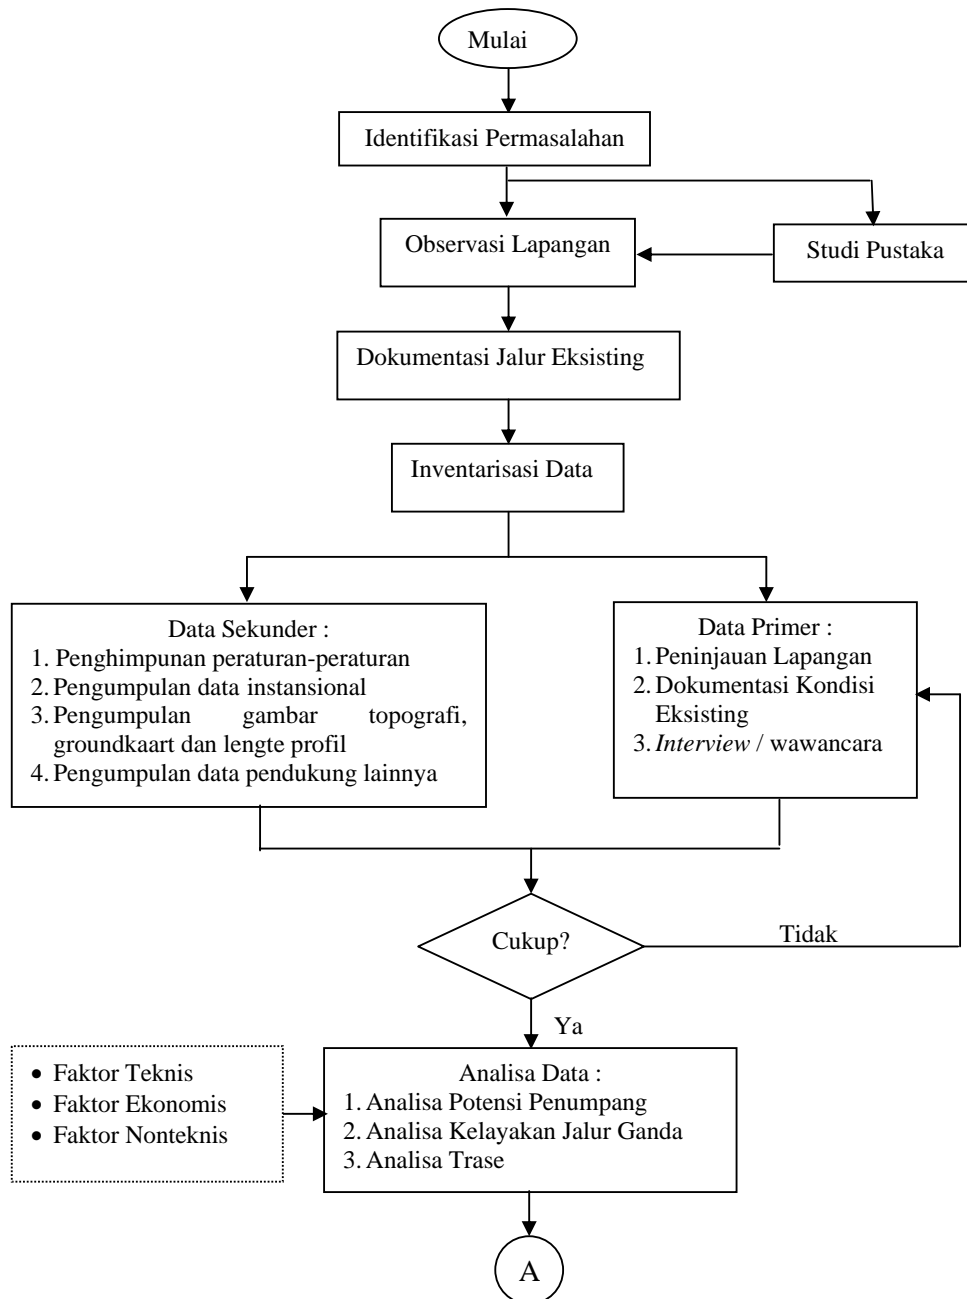 Mulai
Identifikasi Permasalahan
Observasi Lapangan
Studi Pustaka
Dokumentasi Jalur Eksisting
Inventarisasi Data
Data Sekunder :
1. Penghimpunan peraturan-peraturan
2. Pengumpulan data instansional
3. Pengumpulan gambar topografi,
groundkaart dan lengte profil
4. Pengumpulan data pendukung lainnya
Data Primer :
1. Peninjauan Lapangan
2. Dokumentasi Kondisi
Eksisting
3. Interview / wawancara
Cukup?
Tidak
Ya
• Faktor Teknis
• Faktor Ekonomis
• Faktor Nonteknis
Analisa Data :
1. Analisa Potensi Penumpang
2. Analisa Kelayakan Jalur Ganda
3. Analisa Trase
A